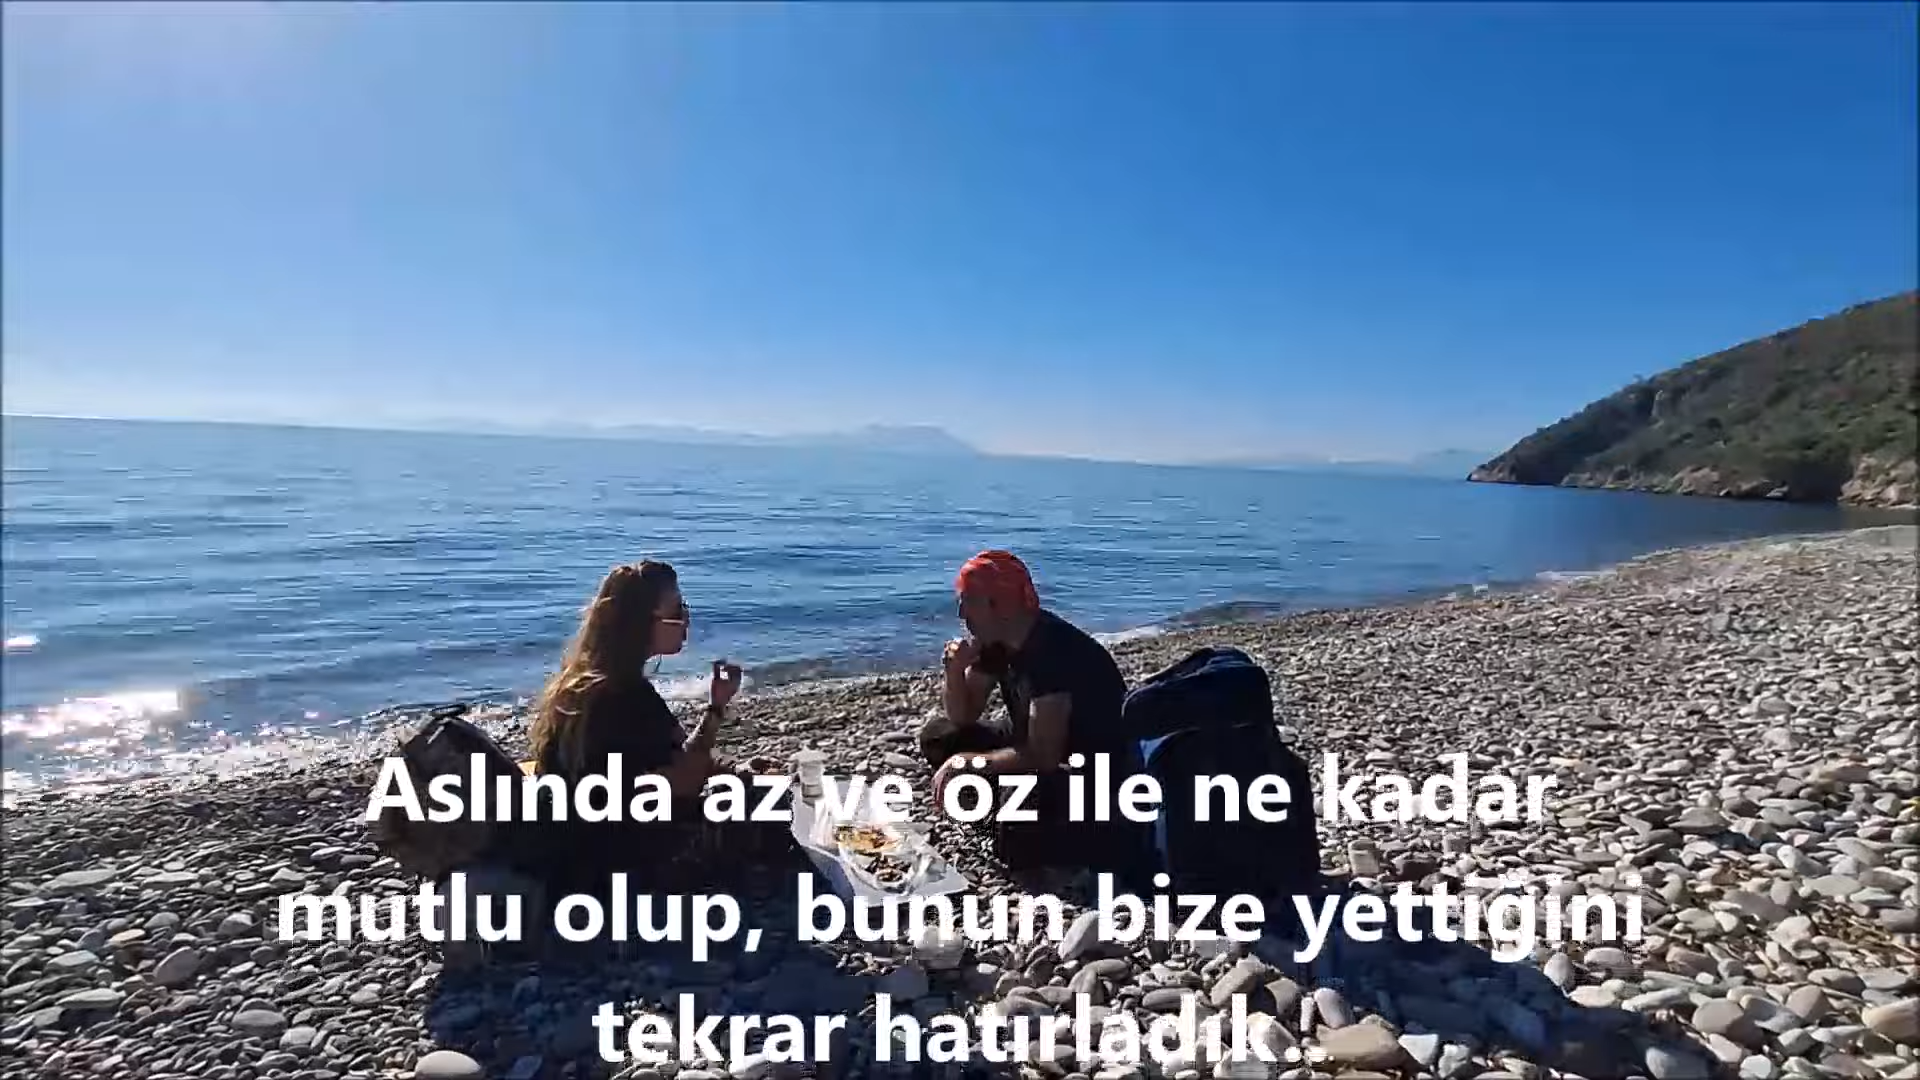 Aslında az ve öz ile ne kadar
mutlu olup, bunun bize yettiğini
tekrar hatırladık...